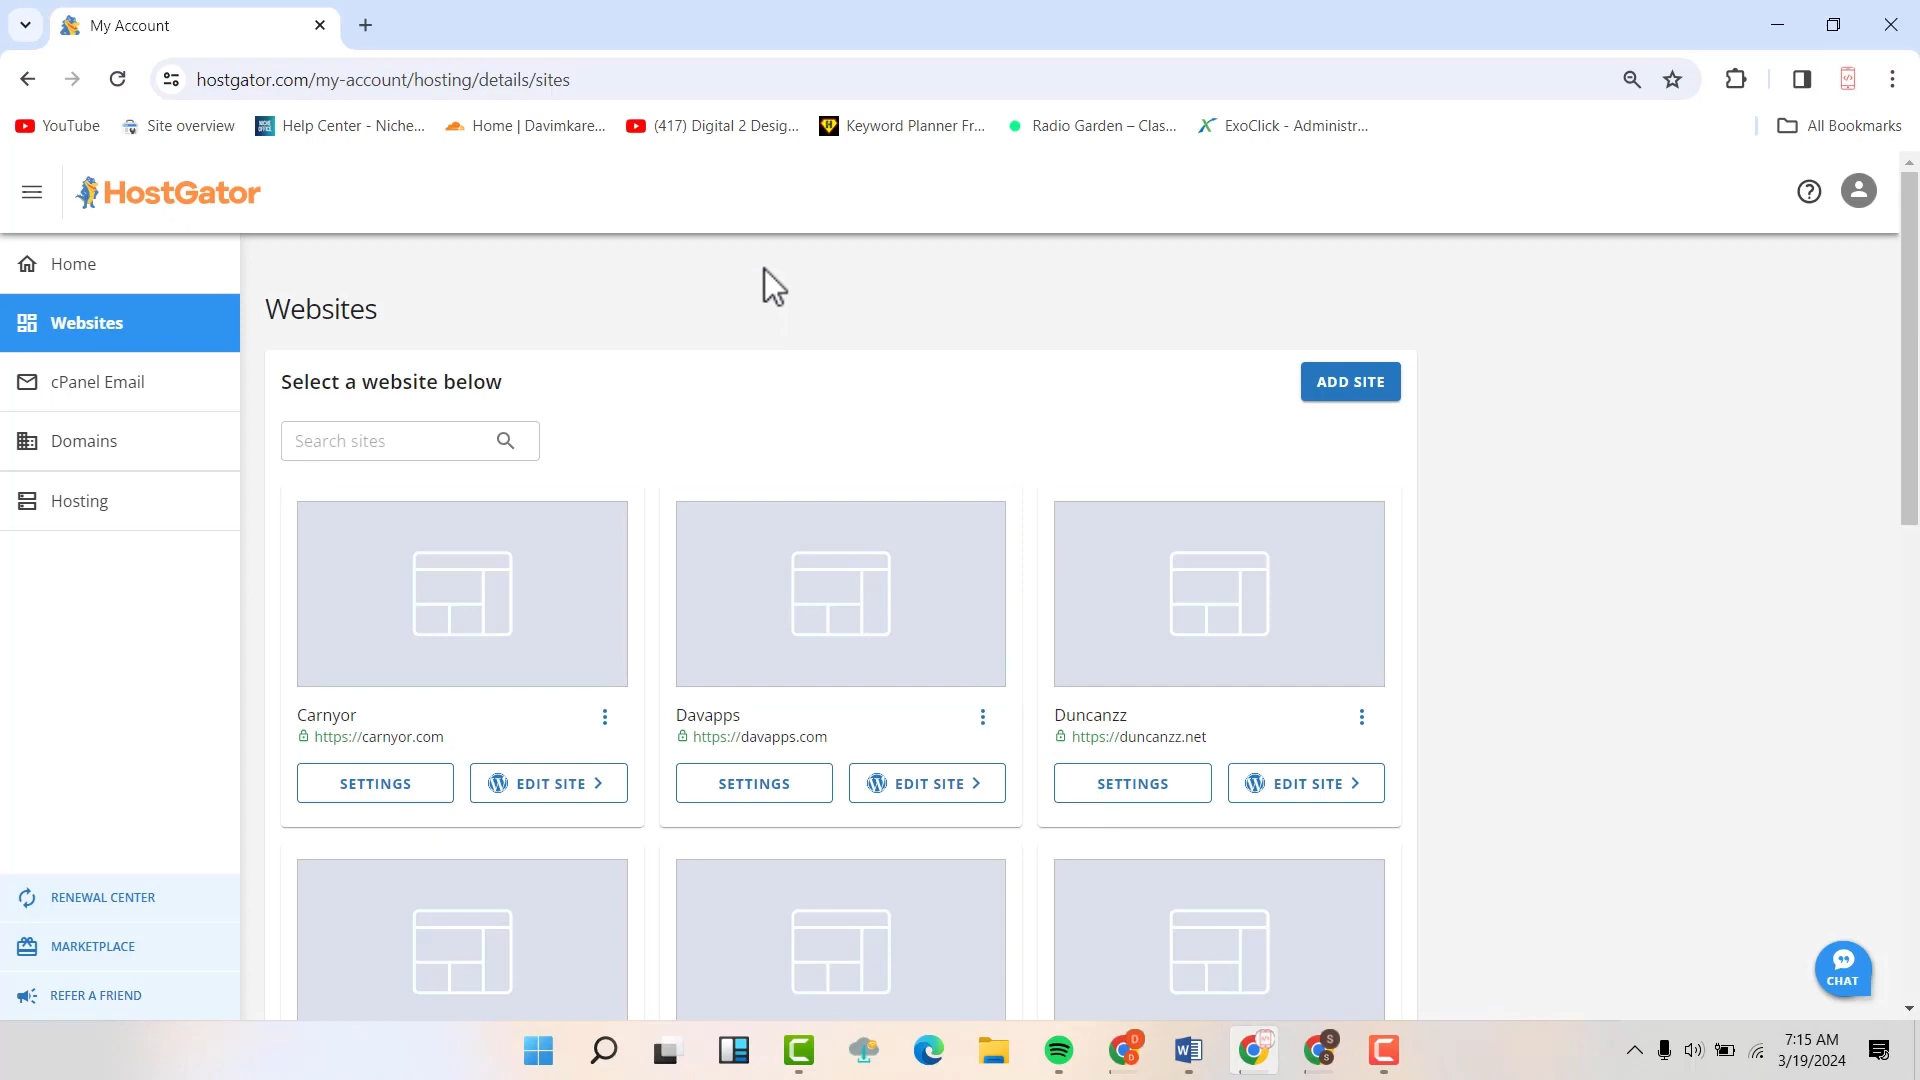 My Account
hostgator.com/my-account/hosting/details/sites
YouTube Site overview Help Center - Niche... Home | Davimkare... (417) Digital 2 Desig... Keyword Planner Fr... Radio Garden – Clas... ExoClick - Administr... All Bookmarks
HostGator
Home
Websites
cPanel Email
Domains
Hosting
RENEWAL CENTER
MARKETPLACE
REFER A FRIEND
Websites
Select a website below
ADD SITE
Search sites
Carnyor
https://carnyor.com
SETTINGS EDIT SITE
Davapps
https://davapps.com
SETTINGS EDIT SITE
Duncanzz
https://duncanzz.net
SETTINGS EDIT SITE
CHAT
7:15 AM
3/19/2024